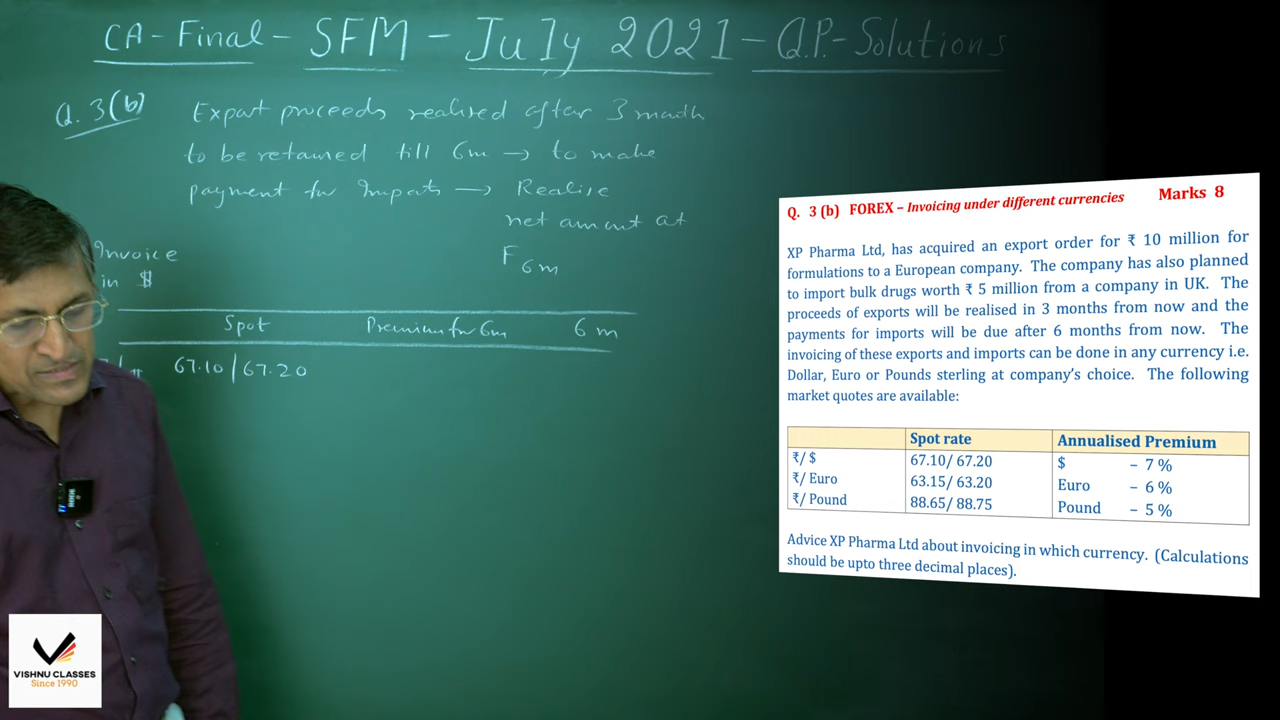 CA-Final - SFM - July 2021 - Q.P.-Solutions
Q. 3(b) Export proceeds realised after 3 month
to be retained till 6m → to make
payment for Imports → Realise
net amount at
F6m
Invoice
in $
Spot Premium for 6m 6 m
$ 67.10/67.20
Q. 3 (b) FOREX – Invoicing under different currencies Marks 8
XP Pharma Ltd, has acquired an export order for ₹ 10 million for
formulations to a European company. The company has also planned
to import bulk drugs worth ₹ 5 million from a company in UK. The
proceeds of exports will be realised in 3 months from now and the
payments for imports will be due after 6 months from now. The
invoicing of these exports and imports can be done in any currency i.e.
Dollar, Euro or Pounds sterling at company's choice. The following
market quotes are available:
Spot rate Annualised Premium
₹/ $ 67.10/ 67.20 $ – 7 %
₹/ Euro 63.15/ 63.20 Euro – 6 %
₹/ Pound 88.65/ 88.75 Pound – 5 %
Advice XP Pharma Ltd about invoicing in which currency. (Calculations
should be upto three decimal places).
VISHNU CLASSES
Since 1990